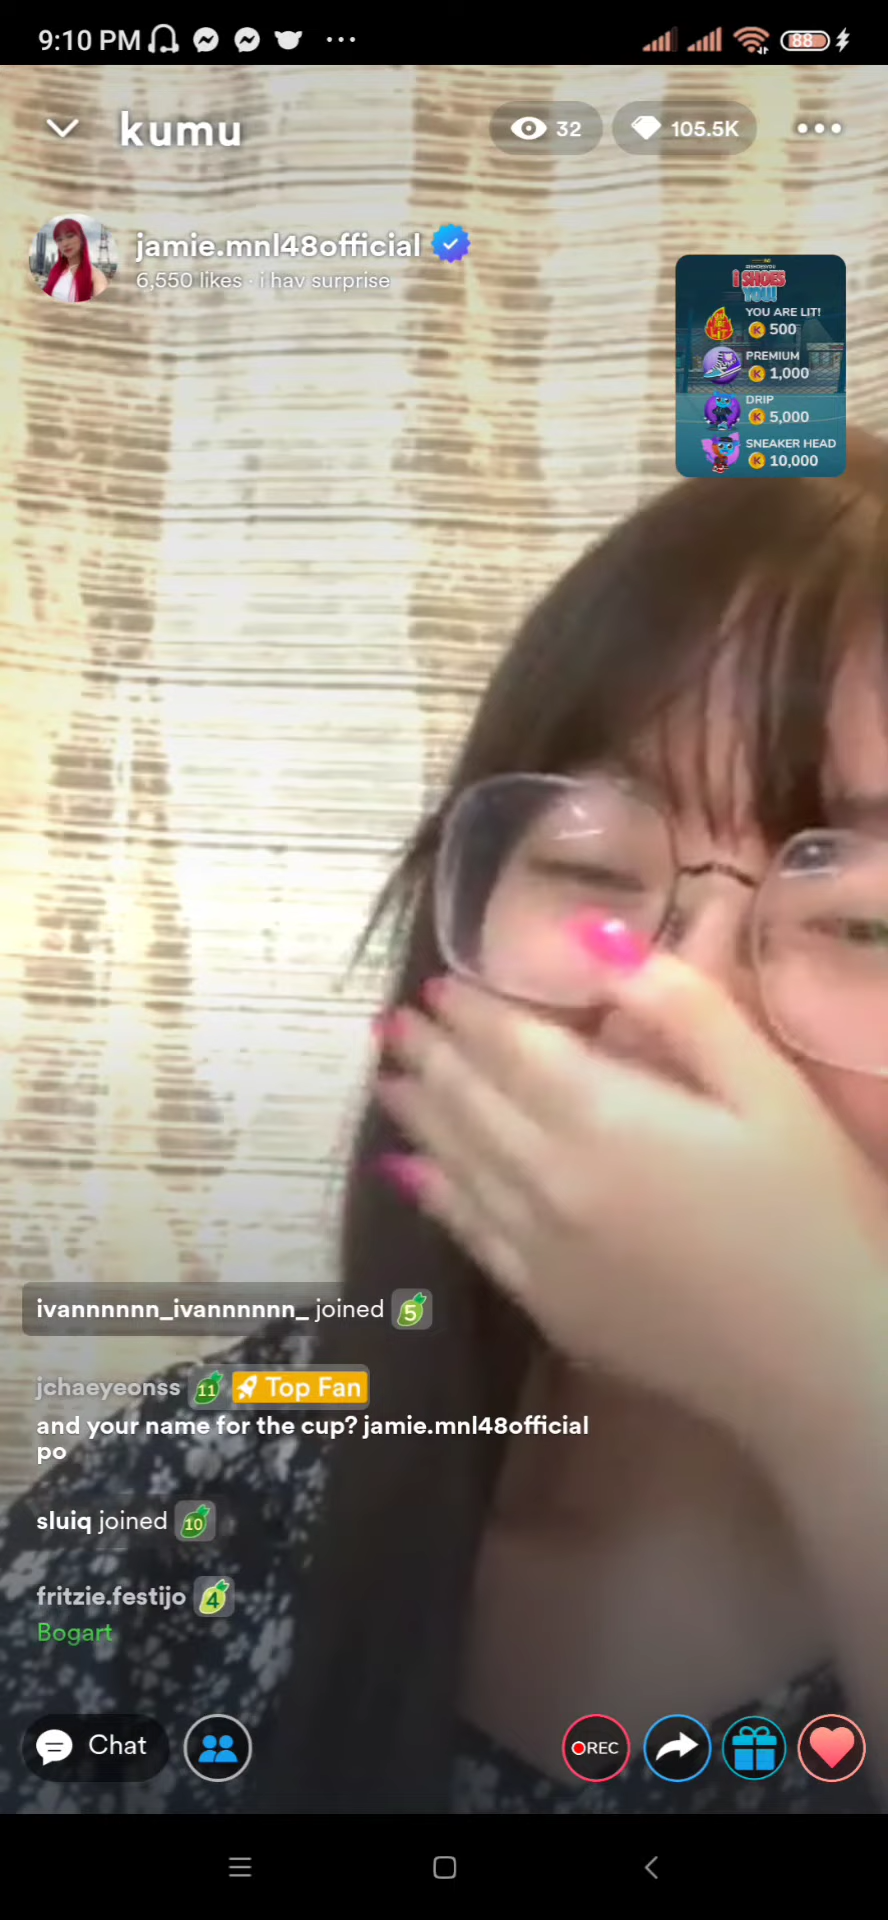 9:10 PM
88
kumu
32
105.5K
jamie.mnl48official
6,550 likes · i hav surprise
I SHOES
YOU!
YOU ARE LIT!
500
PREMIUM
1,000
DRIP
5,000
SNEAKER HEAD
10,000
ivannnnnn_ivannnnnn_ joined 5
jchaeyeonss 11 Top Fan
and your name for the cup? jamie.mnl48official
po
sluiq joined 10
fritzie.festijo 4
Bogart
Chat
REC